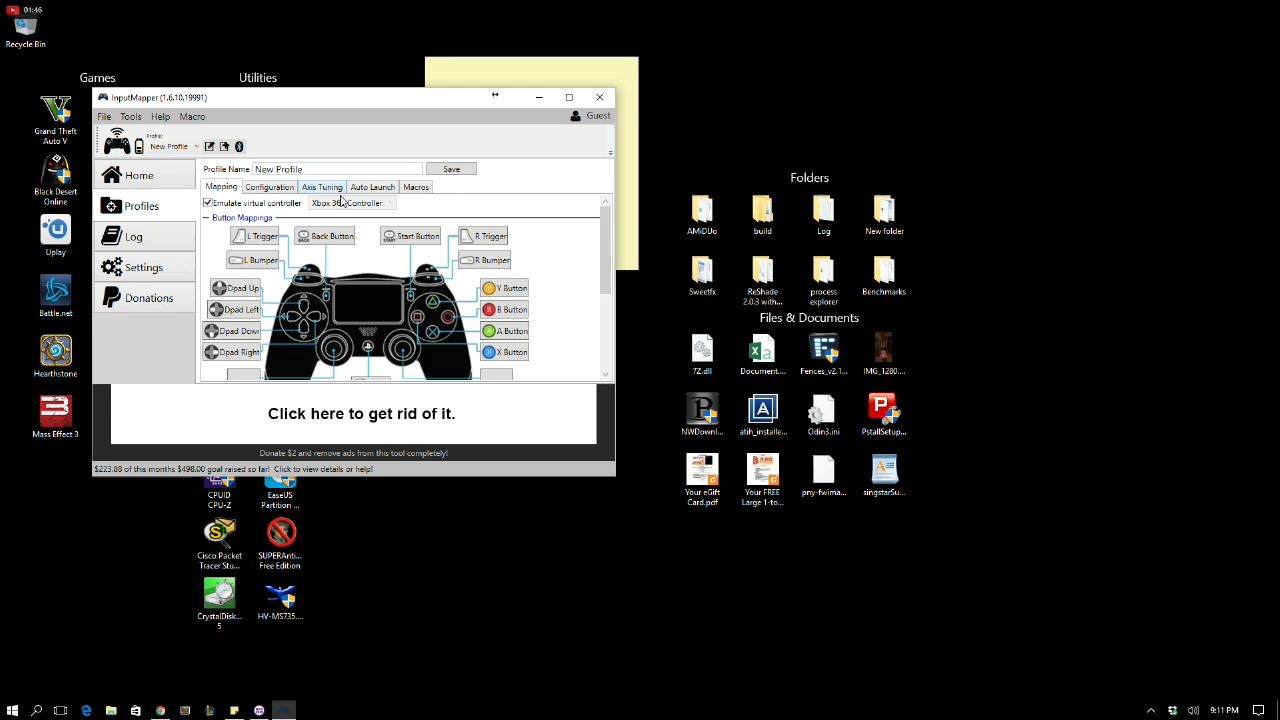 01:46
Recycle Bin
Games
Utilities
Grand Theft
Auto V
Black Desert
Online
Uplay
Battle.net
Hearthstone
Mass Effect 3
InputMapper (1.6.10.19991)
File Tools Help Macro
Guest
Profile:
New Profile
Home
Profiles
Log
Settings
Donations
Profile Name New Profile Save
Mapping Configuration Axis Tuning Auto Launch Macros
Emulate virtual controller Xbox 360 Controller
Button Mappings
L Trigger Back Button Start Button R Trigger
BACK START
L Bumper R Bumper
Dpad Up Y Button
Dpad Left B Button
Dpad Down A Button
Dpad Right X Button
Click here to get rid of it.
Donate $2 and remove ads from this tool completely!
$223.88 of this months $498.00 goal raised so far! Click to view details or help!
CPUID
CPU-Z
EaseUS
Partition ...
Cisco Packet
Tracer Stu...
SUPERAnti...
Free Edition
CrystalDisk...
5
HV-MS735....
Folders
AMiDUo
build
Log
New folder
Sweetfx
ReShade
2.0.3 with...
process
explorer
Benchmarks
Files & Documents
7Z.dll
Document....
Fences_v2.1...
IMG_1280....
NWDownl...
atih_installe...
Odin3.ini
PstallSetup...
Your eGift
Card.pdf
Your FREE
Large 1-to...
pny-fwima...
singstarSu...
9:11 PM